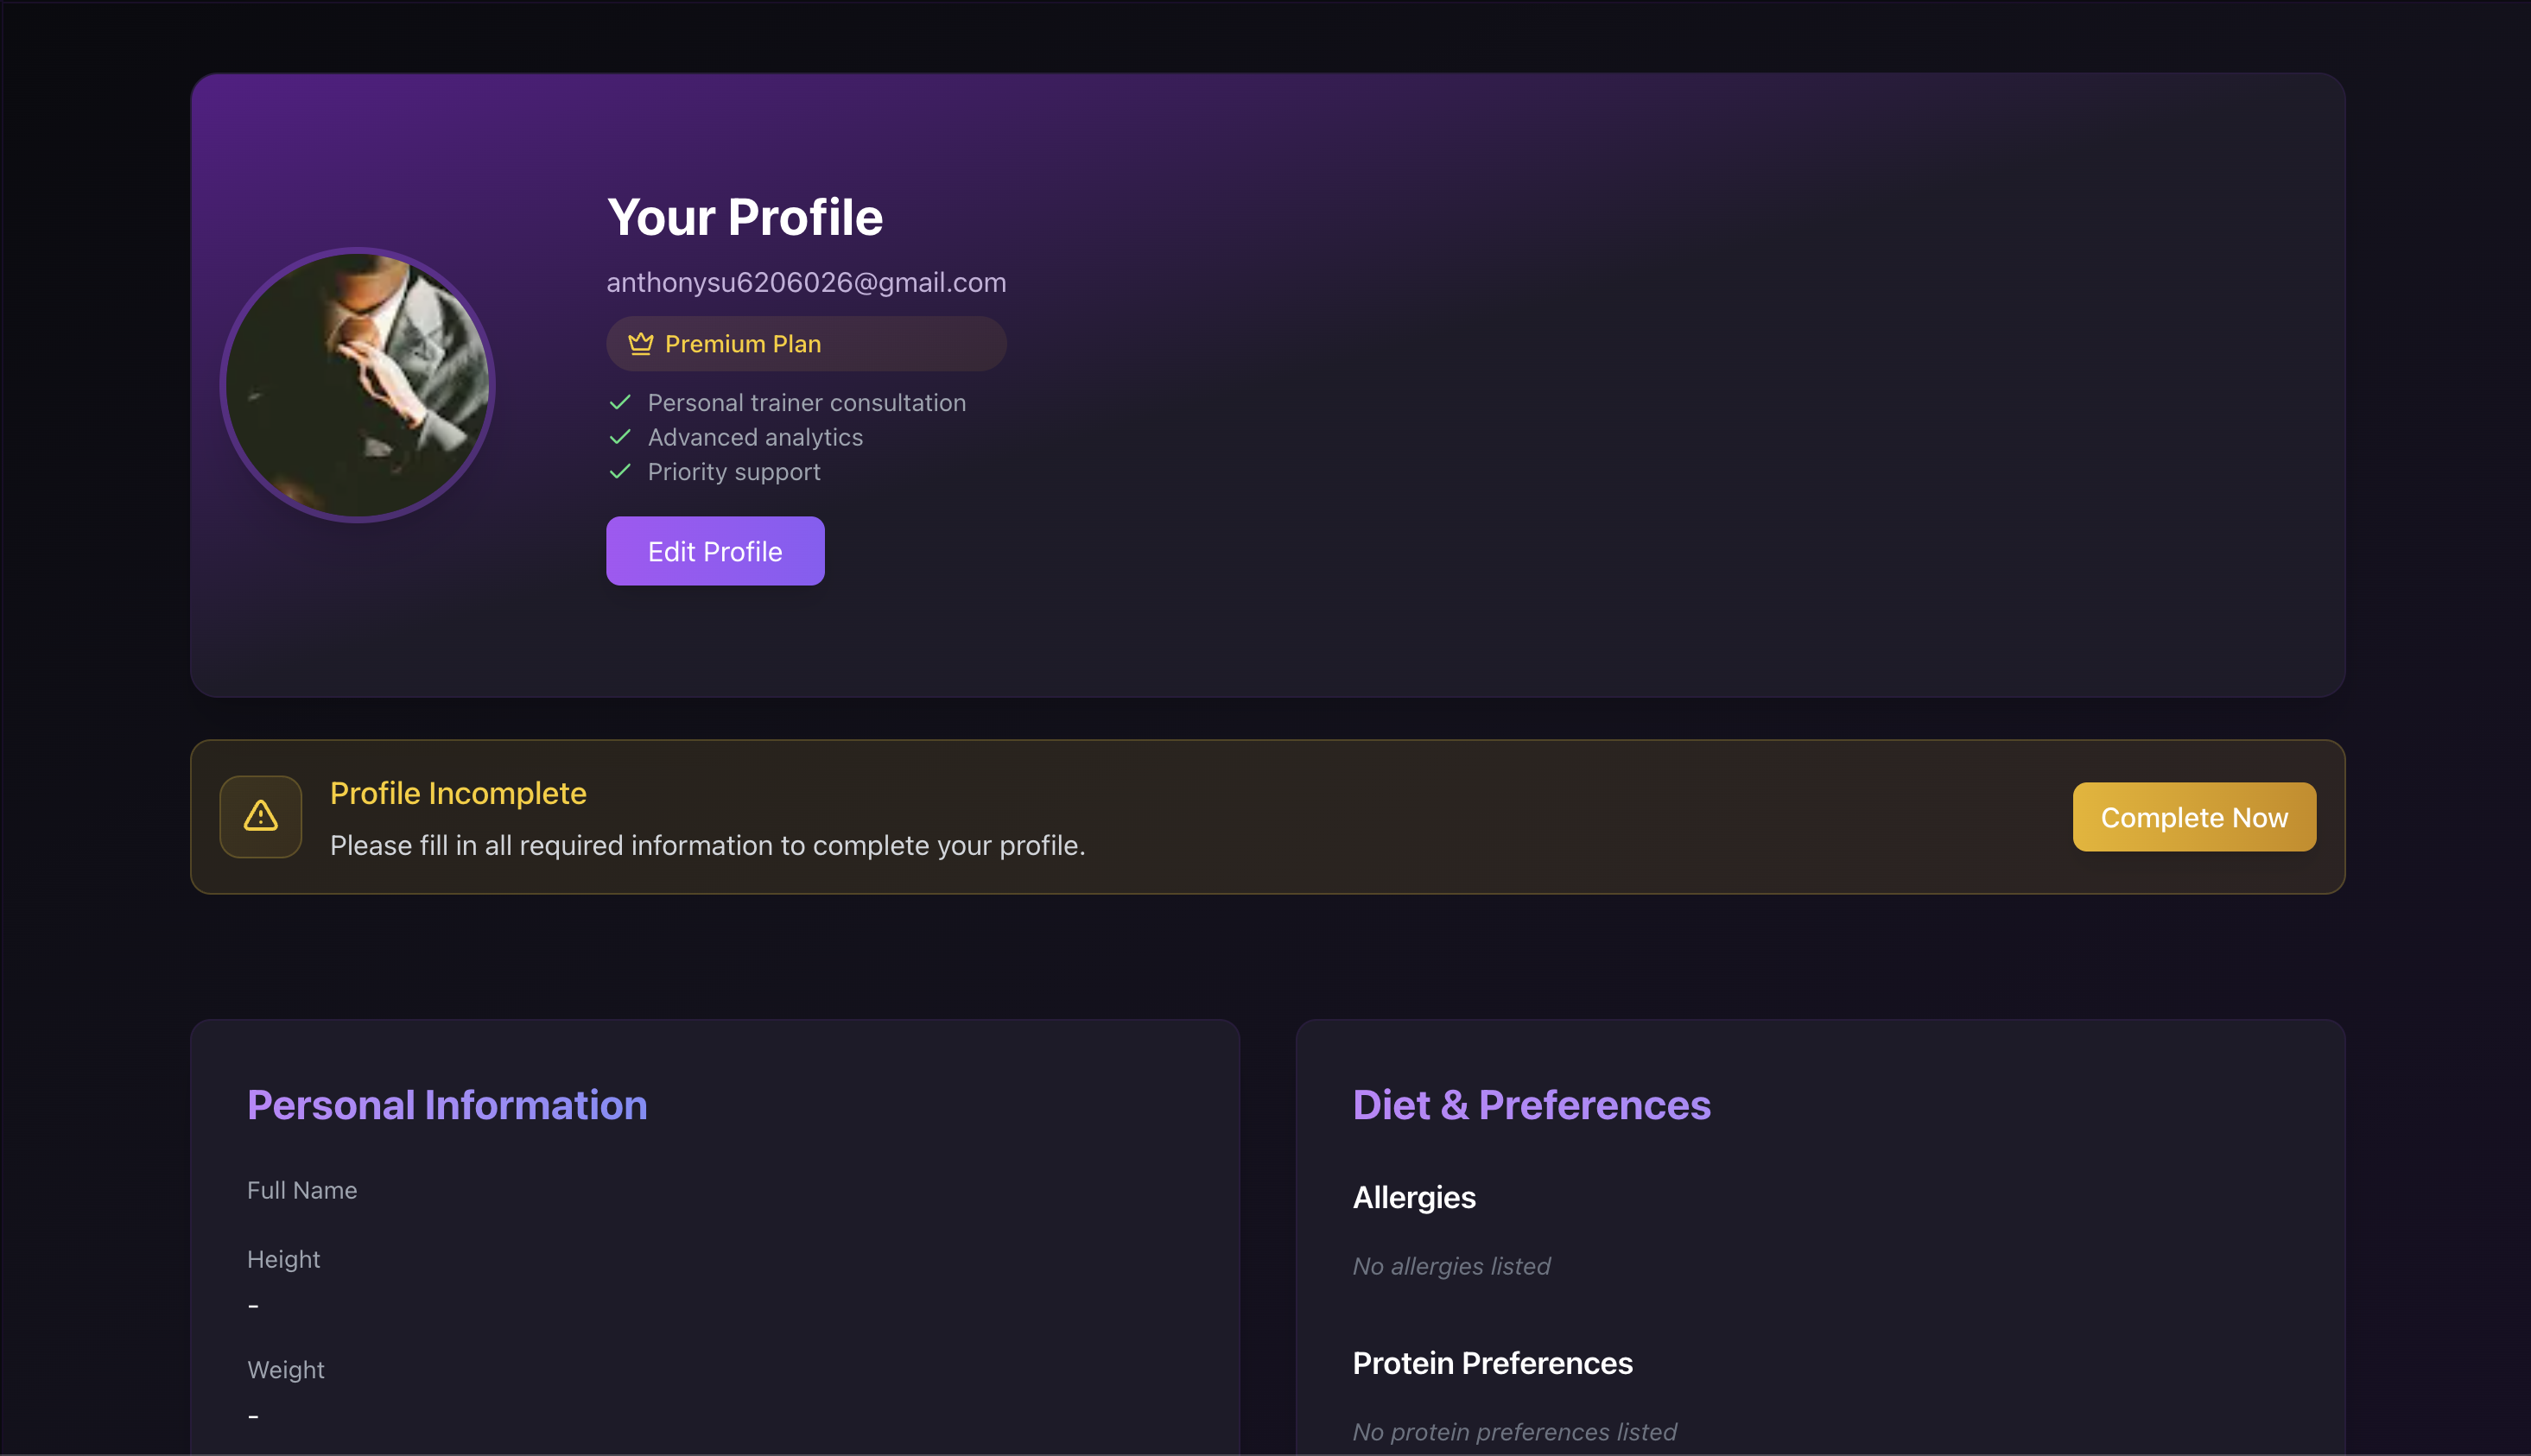 Your Profile
anthonysu6206026@gmail.com
Premium Plan
Personal trainer consultation
Advanced analytics
Priority support
Edit Profile
Profile Incomplete
Please fill in all required information to complete your profile.
Complete Now
Personal Information
Full Name
Height
-
Weight
-
Diet & Preferences
Allergies
No allergies listed
Protein Preferences
No protein preferences listed